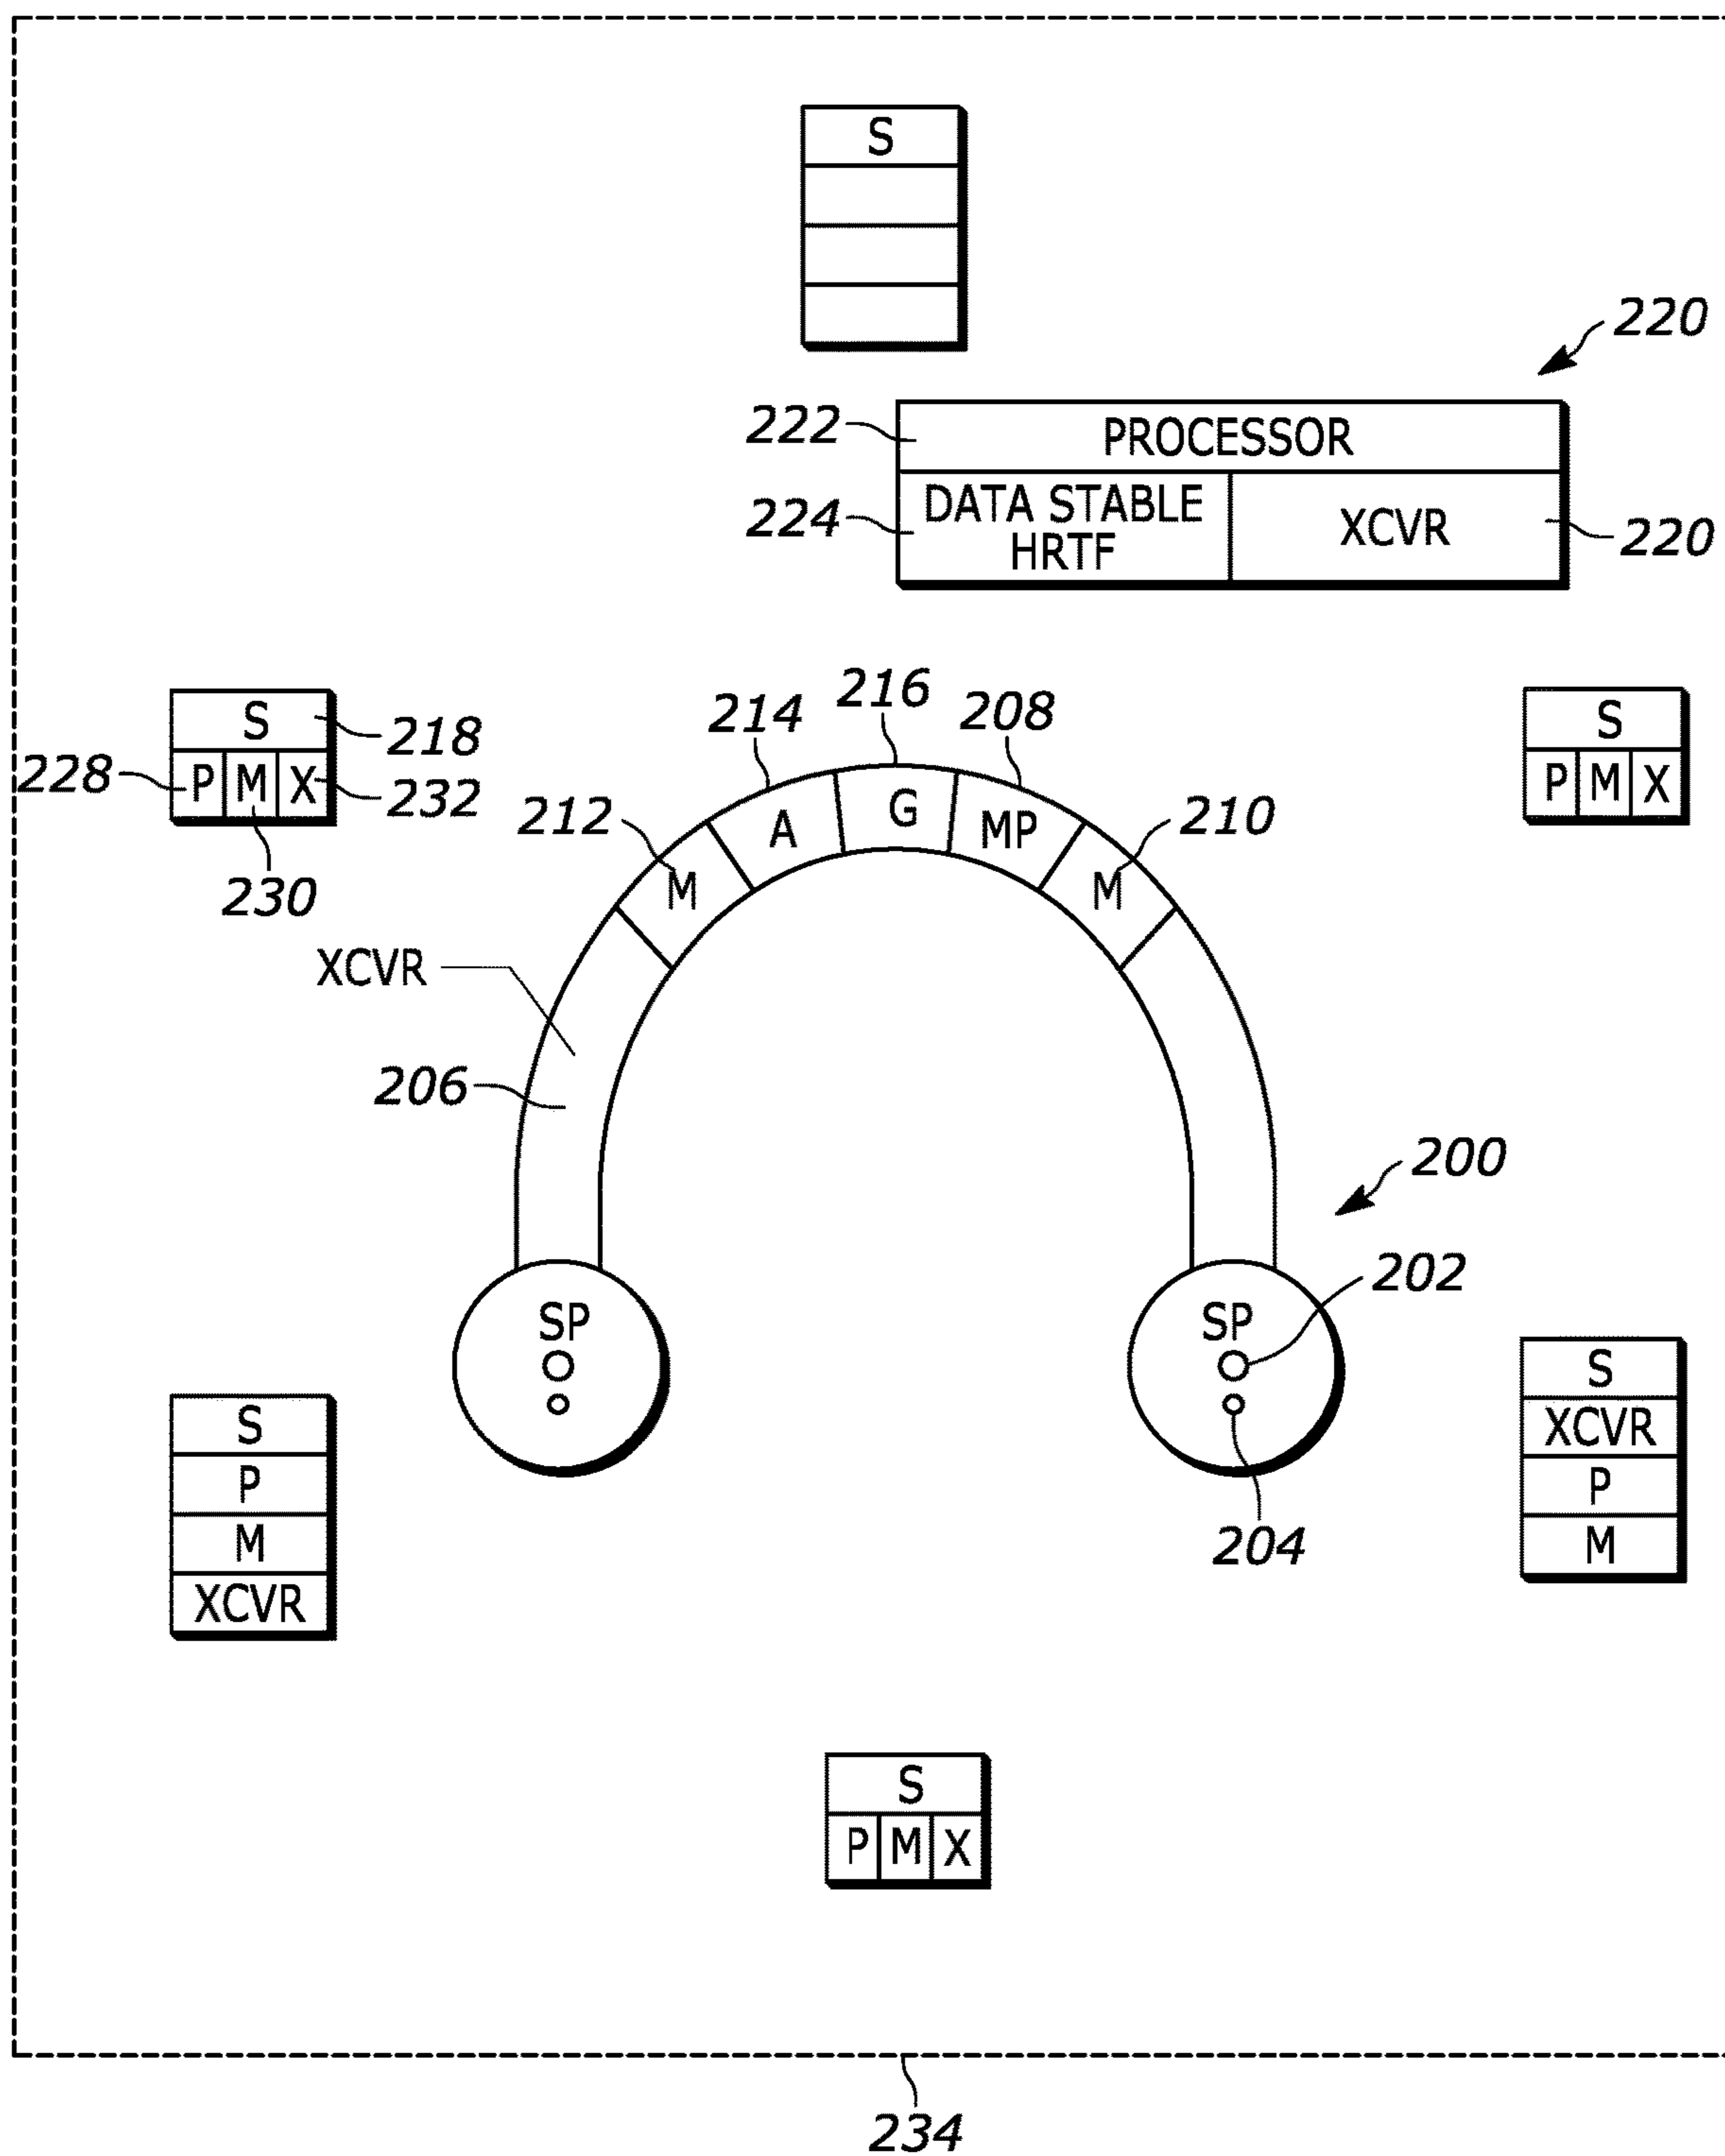 S
220
222
PROCESSOR
224
DATA STABLE
HRTF
XCVR
220
S
218
228
P
M
X
232
230
214
216
208
212
M
A
G
MP
M
210
S
P
M
X
XCVR
206
200
SP
SP
202
204
S
P
M
XCVR
S
XCVR
P
M
S
P
M
X
234